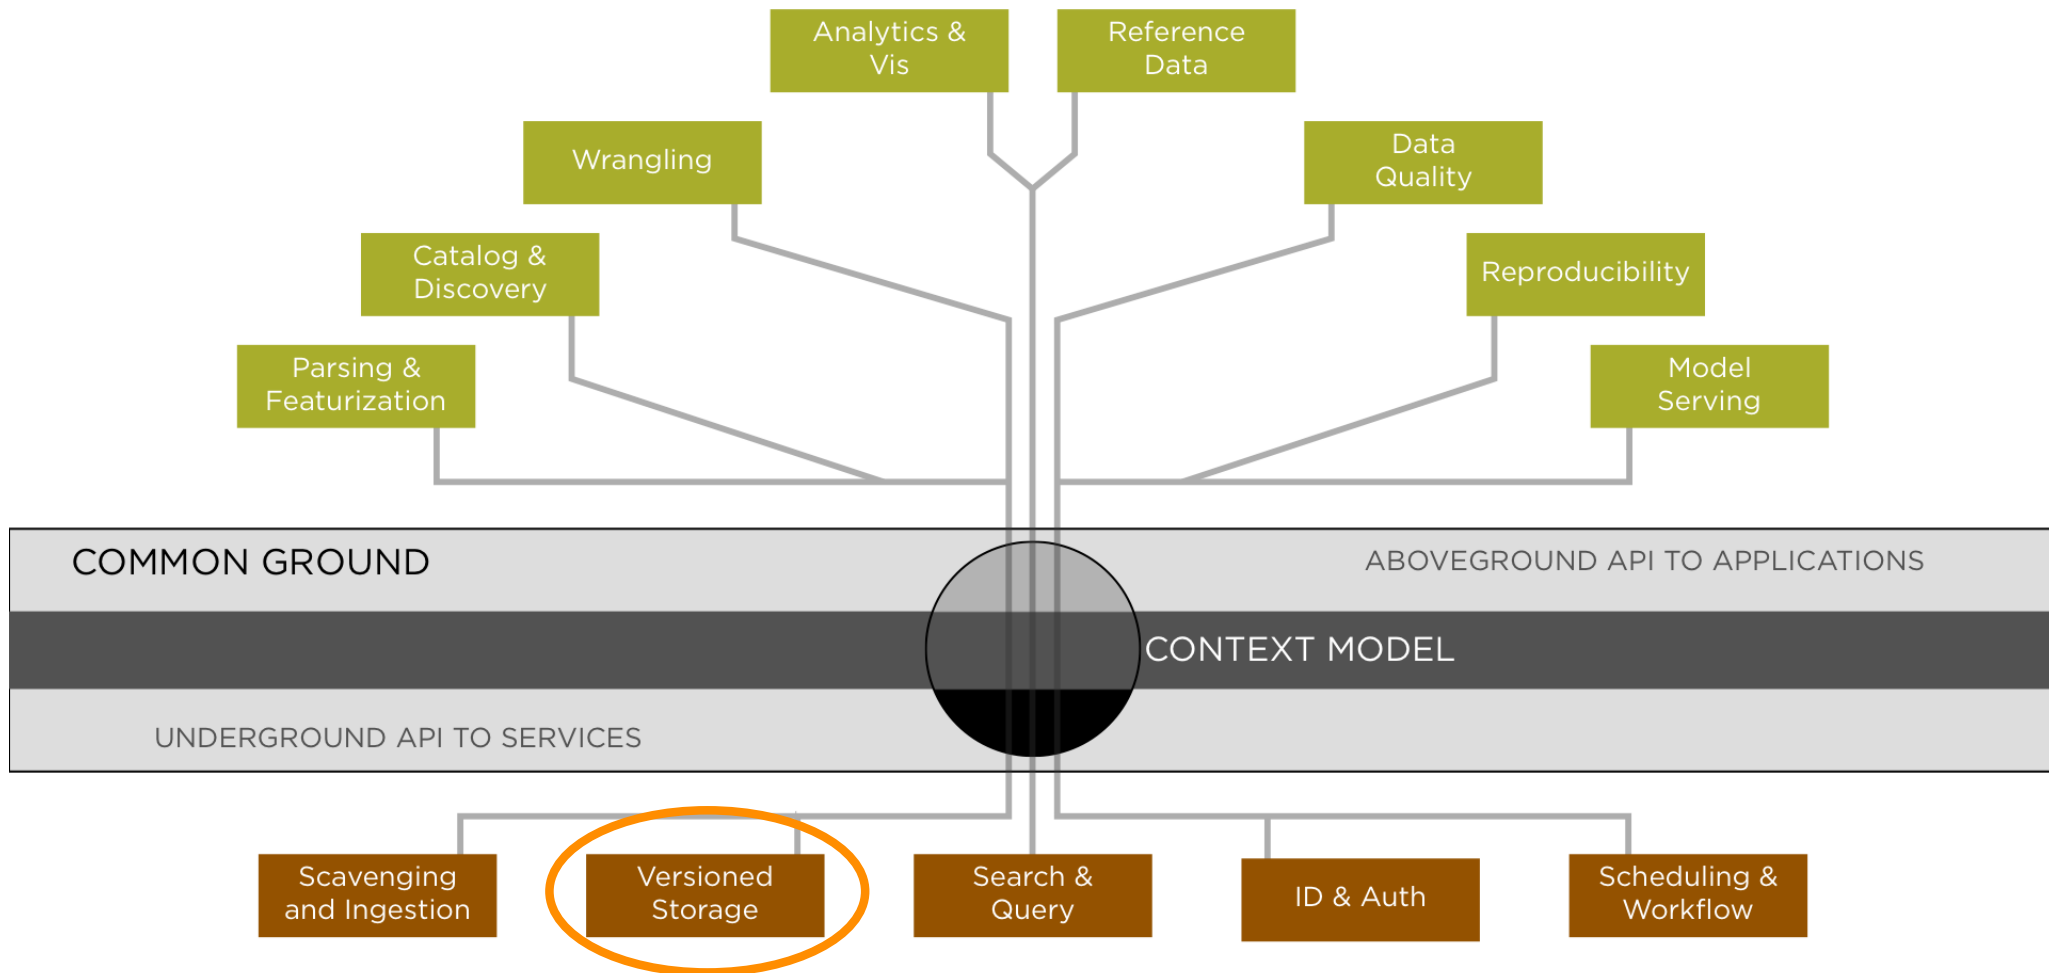 Analytics &
Vis
Reference
Data
Wrangling
Data
Quality
Catalog &
Discovery
Reproducibility
Parsing &
Featurization
Model
Serving
COMMON GROUND
ABOVEGROUND API TO APPLICATIONS
CONTEXT MODEL
UNDERGROUND API TO SERVICES
Scavenging
and Ingestion
Versioned
Storage
Search &
Query
ID & Auth
Scheduling &
Workflow